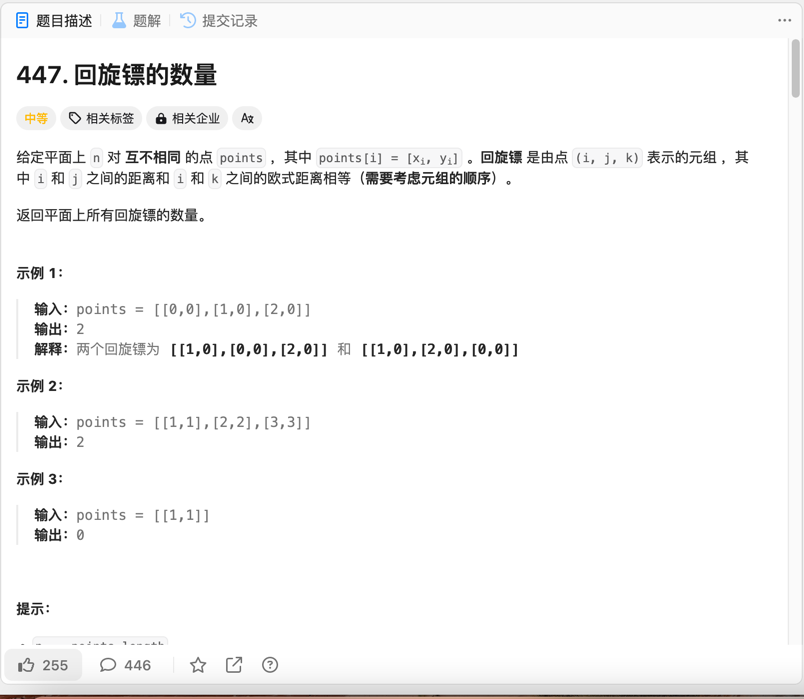 题目描述 题解 提交记录
447. 回旋镖的数量
中等 相关标签 相关企业 Aあ
给定平面上 n 对 互不相同 的点 points ，其中 points[i] = [xi, yi] 。回旋镖 是由点 (i, j, k) 表示的元组 ，其
中 i 和 j 之间的距离和 i 和 k 之间的欧式距离相等（需要考虑元组的顺序）。
返回平面上所有回旋镖的数量。
示例 1：
输入：points = [[0,0],[1,0],[2,0]]
输出：2
解释：两个回旋镖为 [[1,0],[0,0],[2,0]] 和 [[1,0],[2,0],[0,0]]
示例 2：
输入：points = [[1,1],[2,2],[3,3]]
输出：2
示例 3：
输入：points = [[1,1]]
输出：0
提示：
255 446